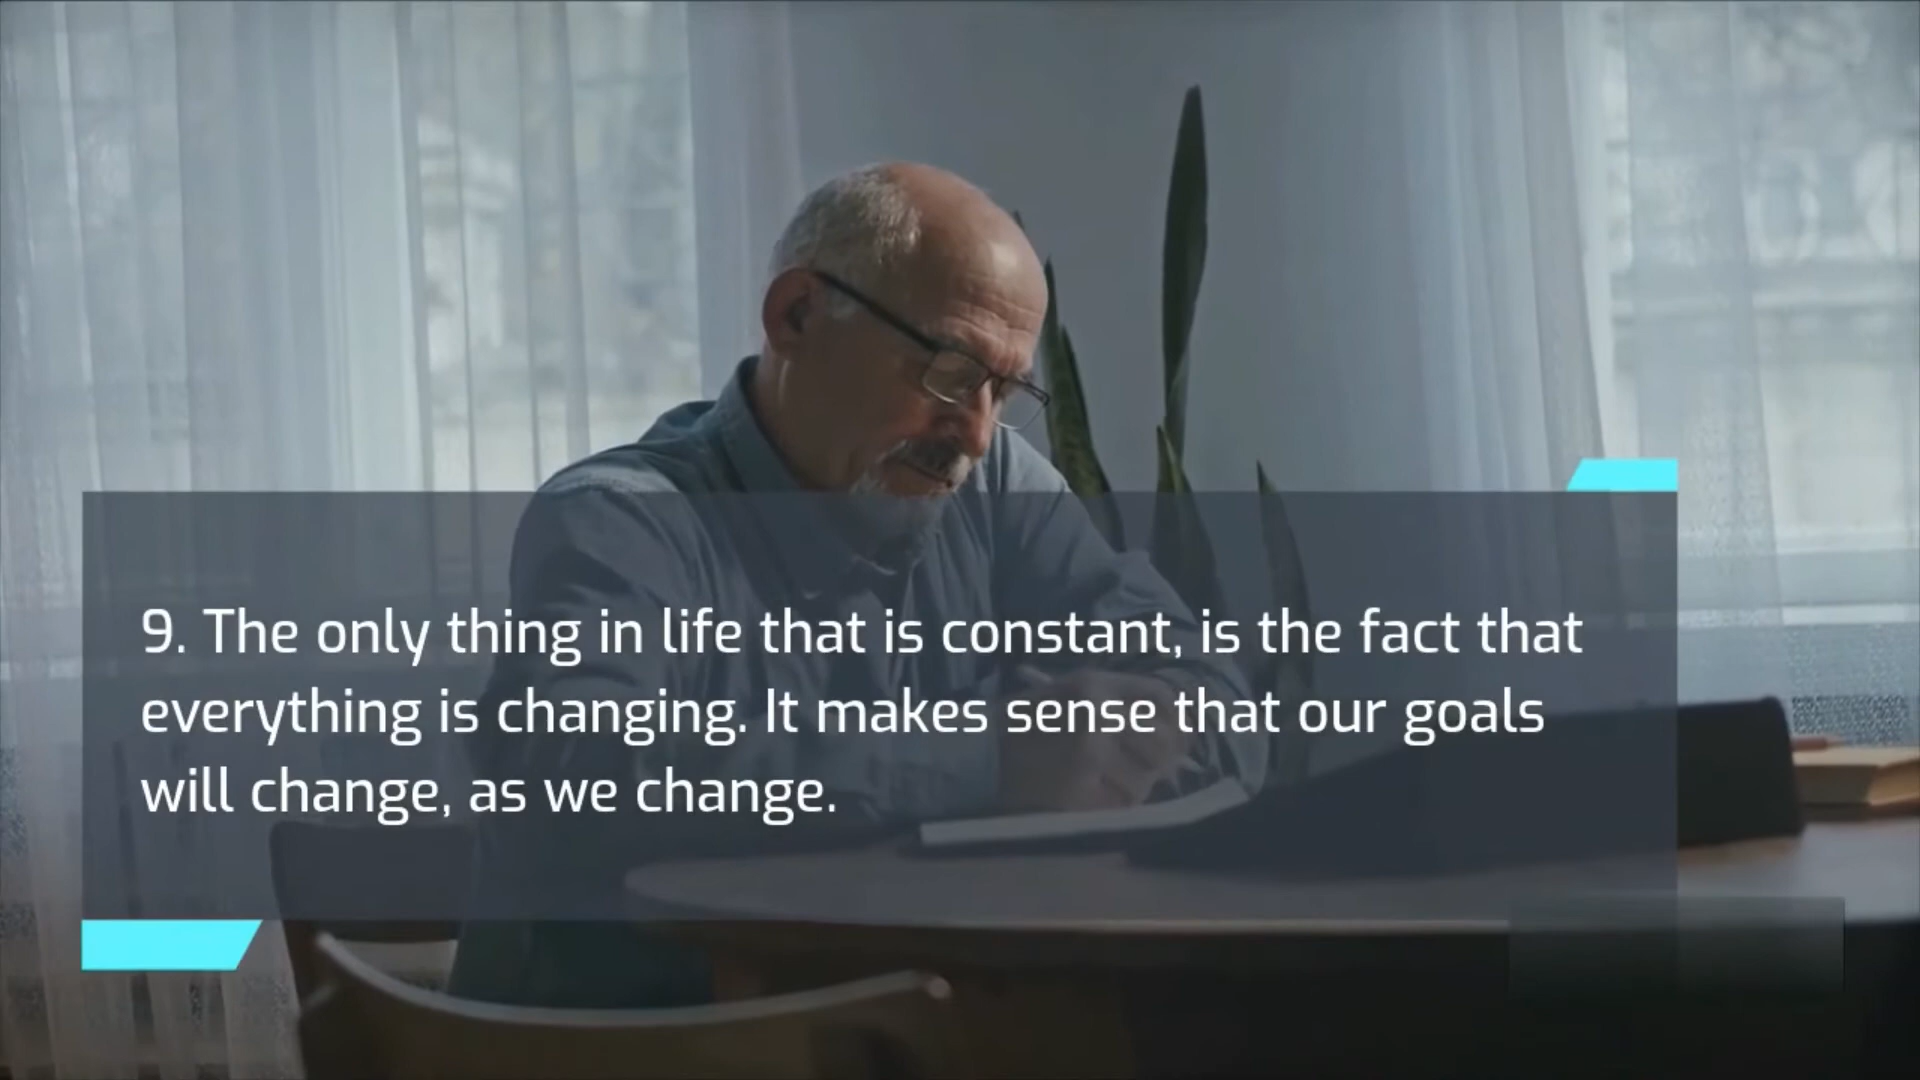 9. The only thing in life that is constant, is the fact that
everything is changing. It makes sense that our goals
will change, as we change.